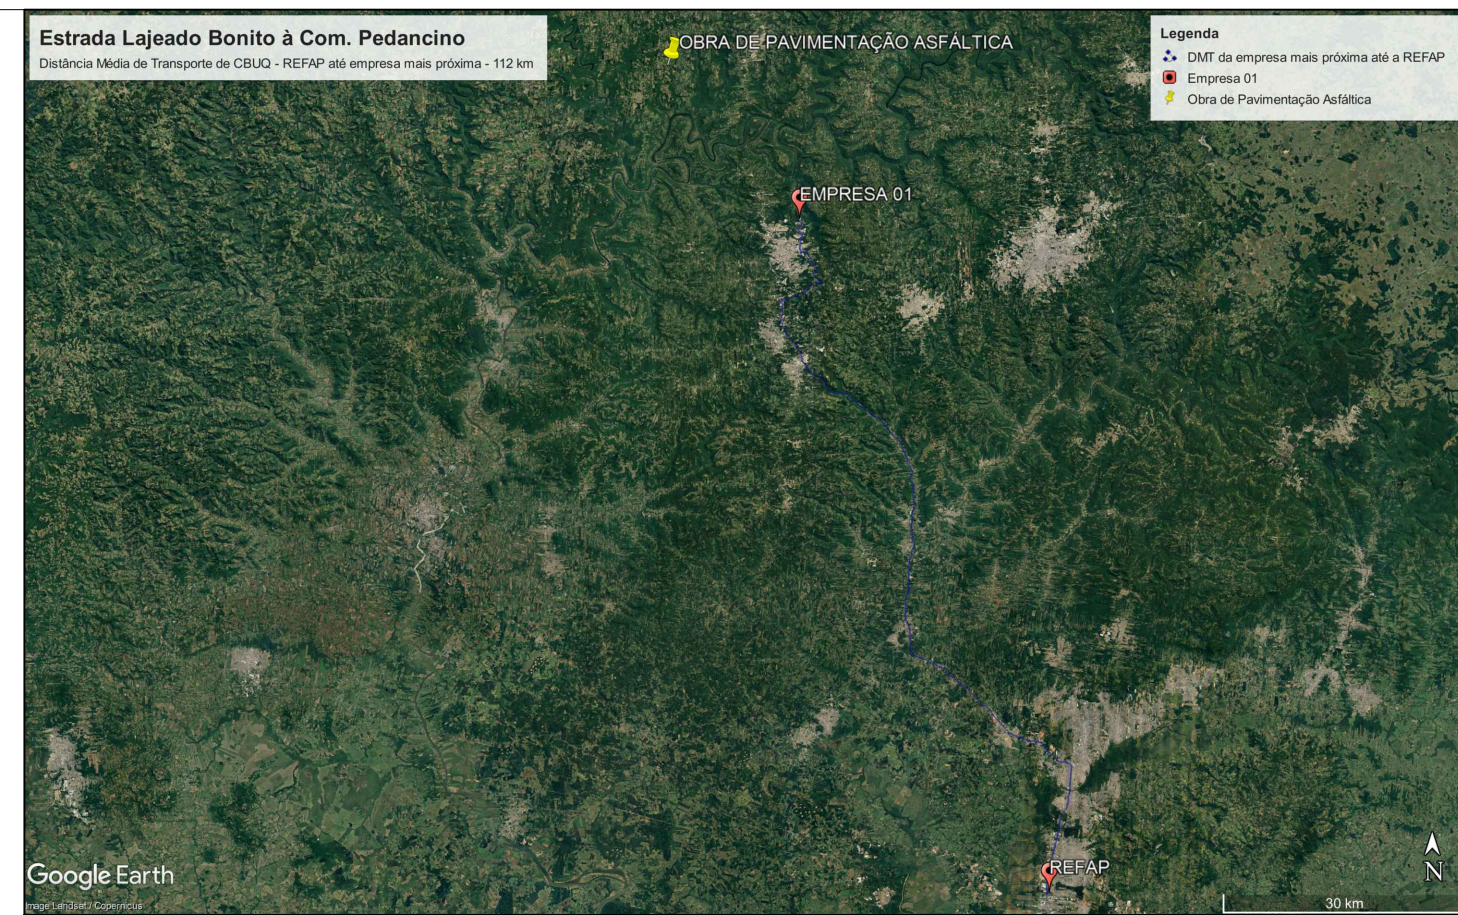 Estrada Lajeado Bonito à Com. Pedancino
Distância Média de Transporte de CBUQ - REFAP até empresa mais próxima - 112 km
OBRA DE PAVIMENTAÇÃO ASFÁLTICA
Legenda
DMT da empresa mais próxima até a REFAP
Empresa 01
Obra de Pavimentação Asfáltica
EMPRESA 01
REFAP
Google Earth
Image Landsat / Copernicus
N
30 km